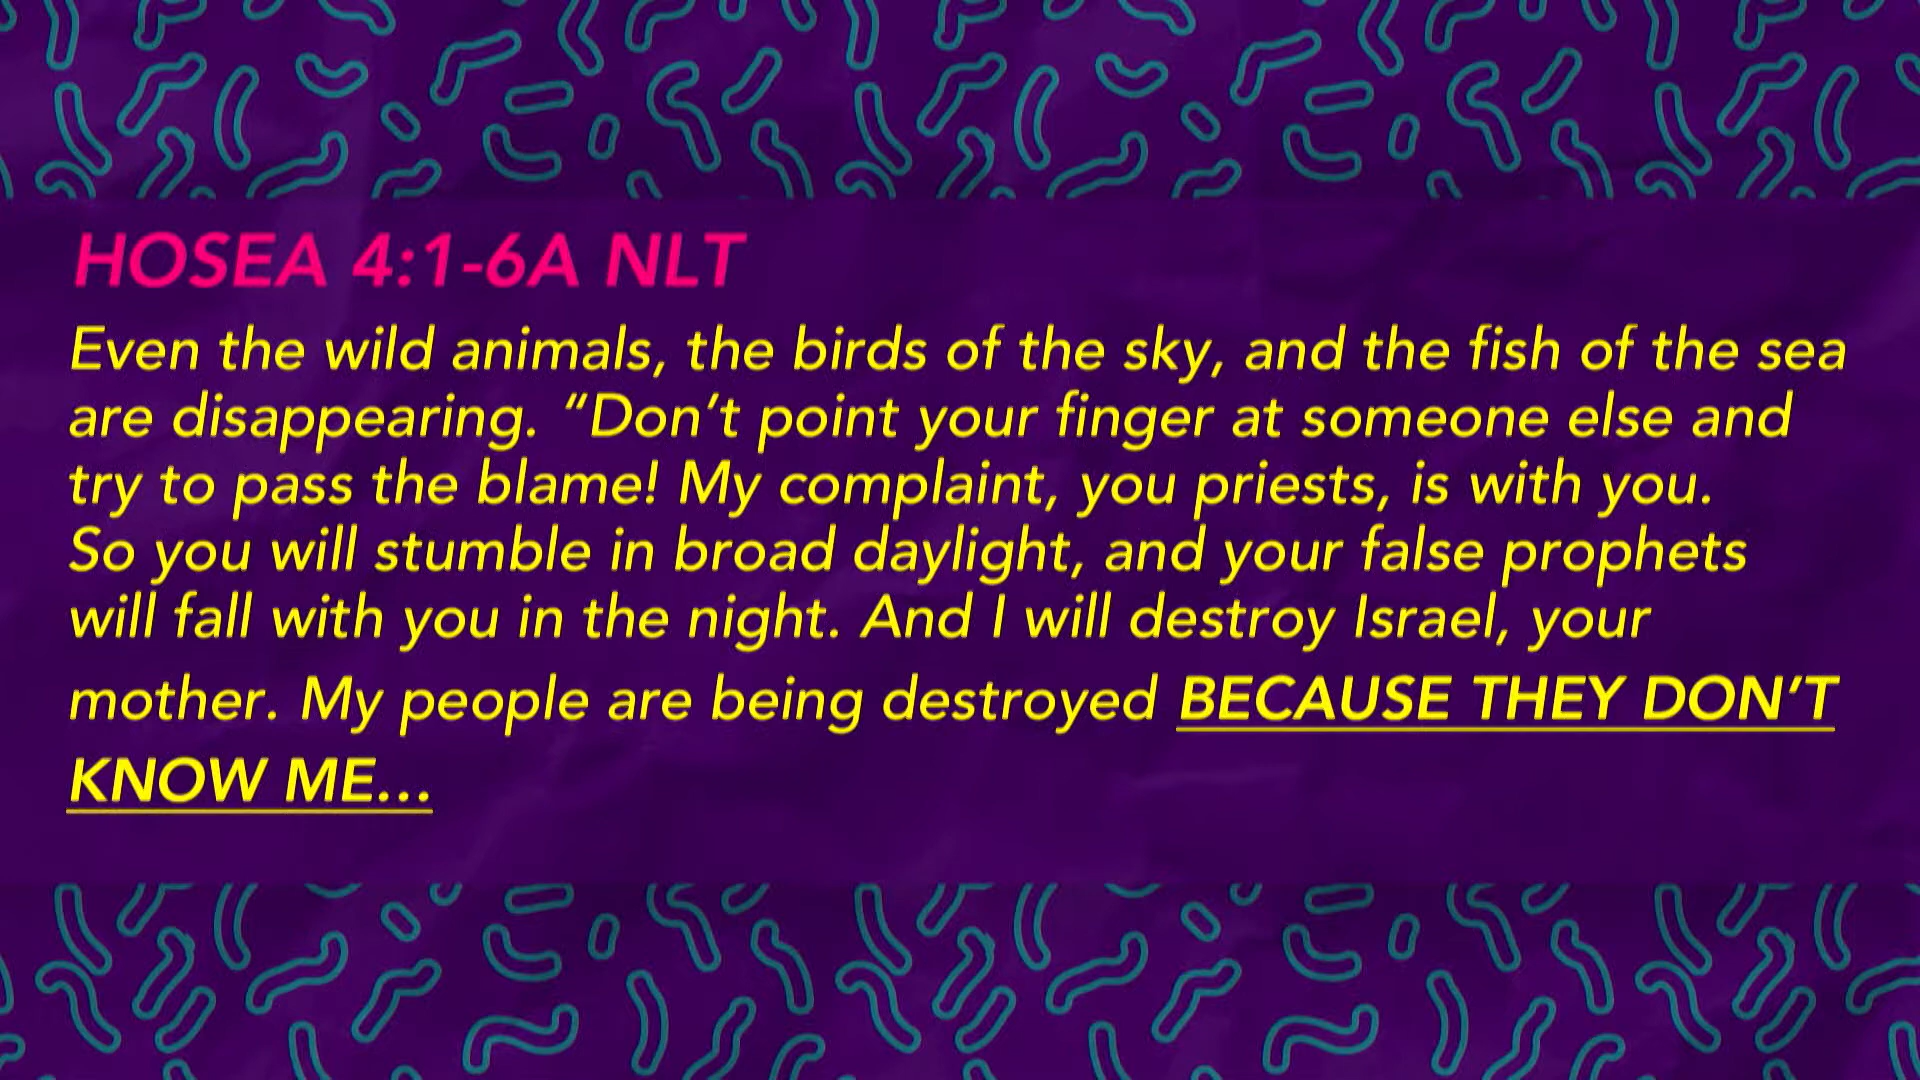 HOSEA 4:1-6A NLT
Even the wild animals, the birds of the sky, and the fish of the sea
are disappearing. “Don’t point your finger at someone else and
try to pass the blame! My complaint, you priests, is with you.
So you will stumble in broad daylight, and your false prophets
will fall with you in the night. And I will destroy Israel, your
mother. My people are being destroyed BECAUSE THEY DON’T
KNOW ME...